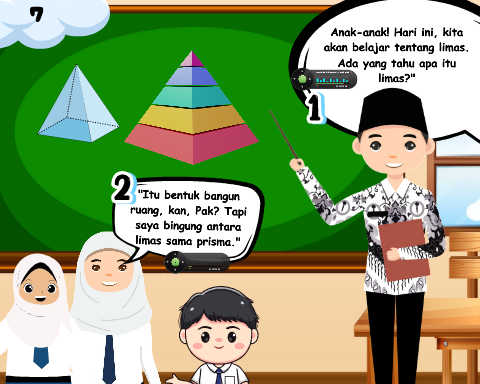 7
Anak-anak! Hari ini, kita
akan belajar tentang limas.
Ada yang tahu apa itu
limas?"
1
2
"Itu bentuk bangun
ruang, kan, Pak? Tapi
saya bingung antara
limas sama prisma."